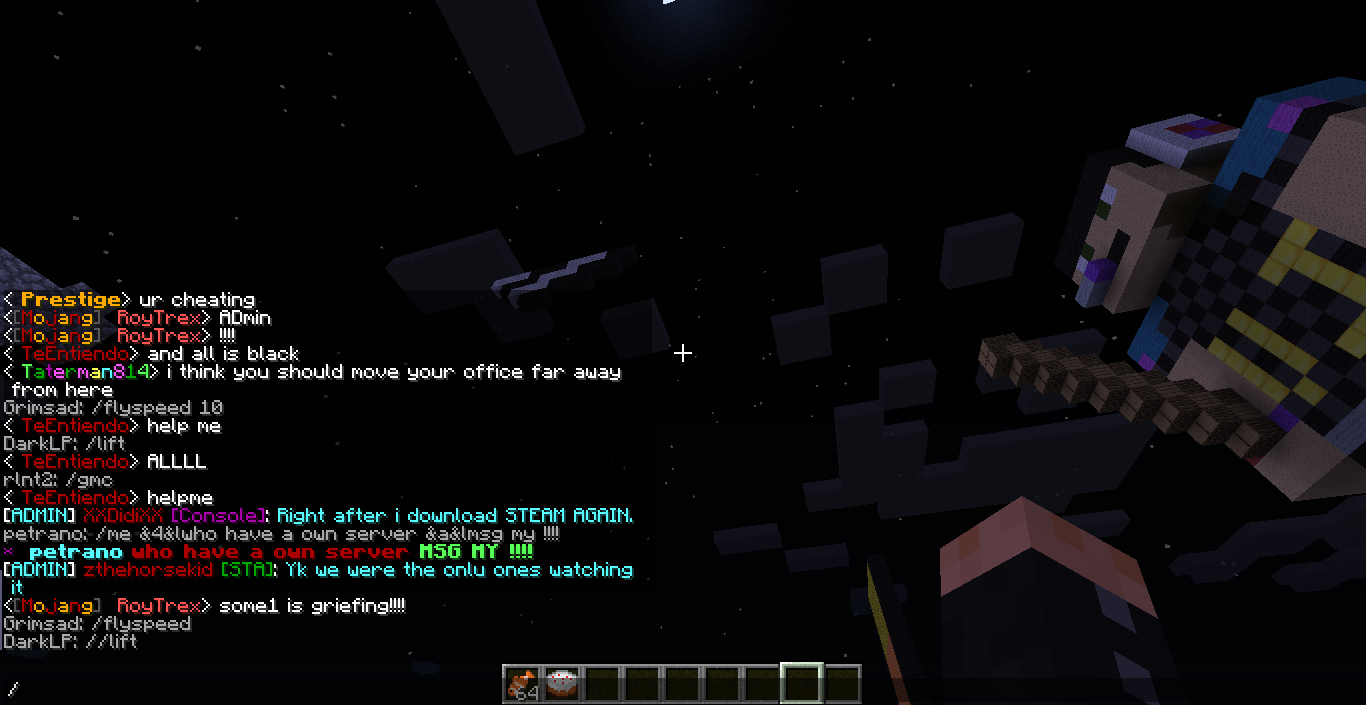 < Prestige> ur cheating
<[Mojang] RoyTrex> ADmin
<[Mojang] RoyTrex> !!!!
< TeEntiendo> and all is black
< Taterman814> i think you should move your office far away
from here
Grimsad: /flyspeed 10
< TeEntiendo> help me
DarkLP: /lift
< TeEntiendo> ALLLL
rInt2: /gmc
< TeEntiendo> helpme
[ADMIN] XXDidiXX [Console]: Right after i download STEAM AGAIN.
petrano: /me &4&lwho have a own server &a&lmsg my !!!!
* petrano who have a own server MSG MY !!!!
[ADMIN] zthehorsekid [STA]: Yk we were the onlu ones watching
it
<[Mojang] RoyTrex> some1 is griefing!!!!
Grimsad: /flyspeed
DarkLP: //lift
/
64